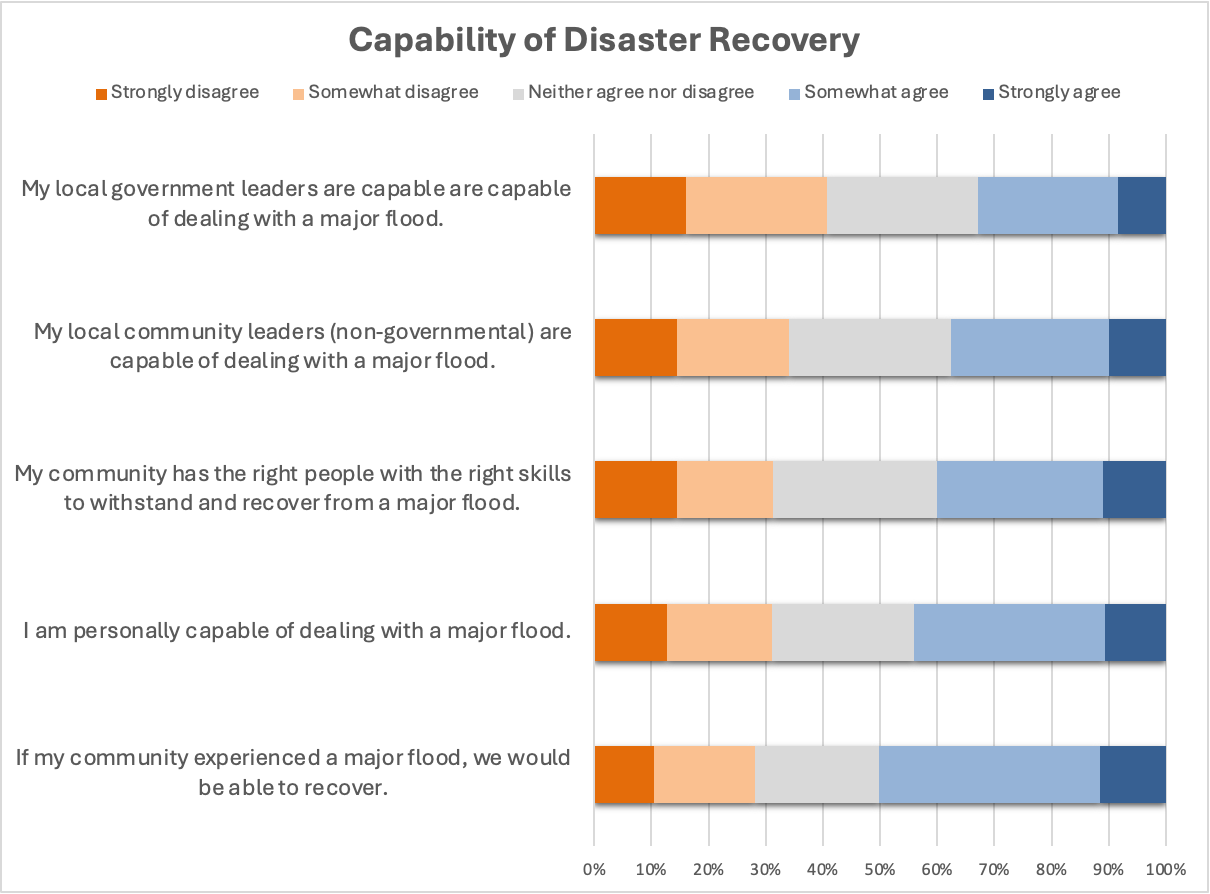 Capability of Disaster Recovery
Strongly disagree Somewhat disagree Neither agree nor disagree Somewhat agree Strongly agree
My local government leaders are capable are capable
of dealing with a major flood.
My local community leaders (non-governmental) are
capable of dealing with a major flood.
My community has the right people with the right skills
to withstand and recover from a major flood.
I am personally capable of dealing with a major flood.
If my community experienced a major flood, we would
be able to recover.
0% 10% 20% 30% 40% 50% 60% 70% 80% 90% 100%